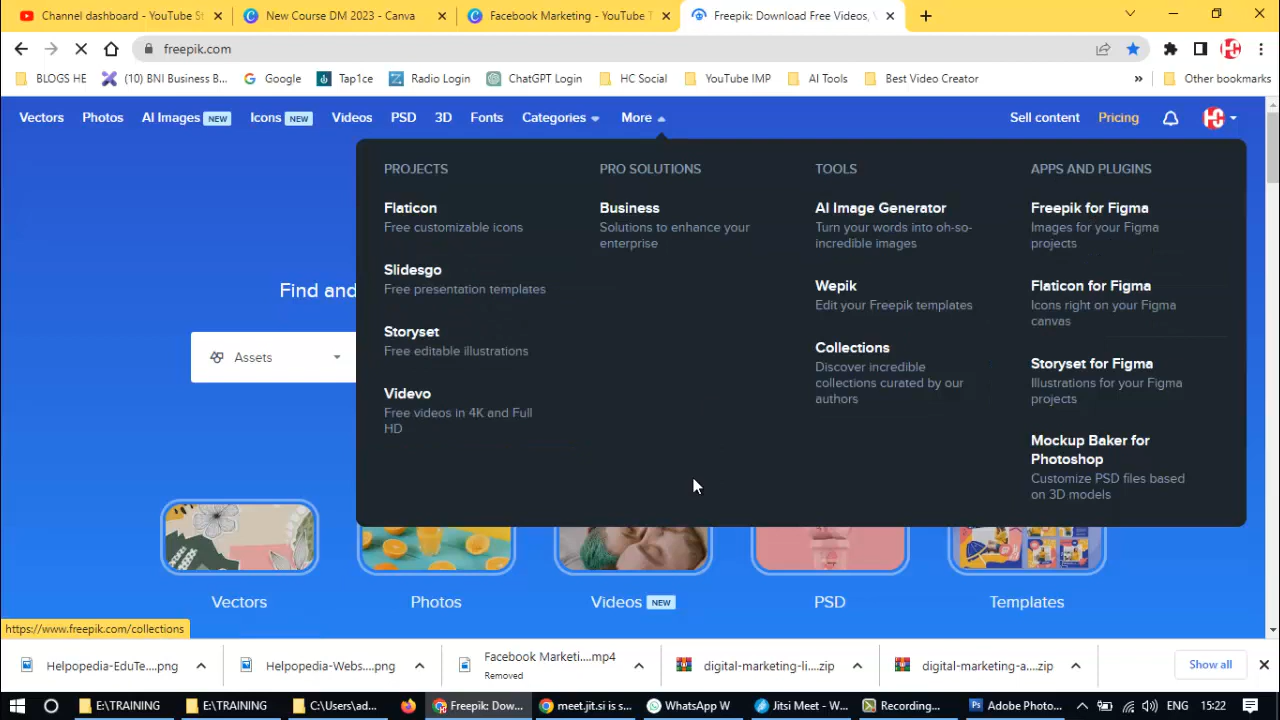 Channel dashboard - YouTube St
New Course DM 2023 - Canva
Facebook Marketing - YouTube T
Freepik: Download Free Videos,
freepik.com
BLOGS HE
(10) BNI Business B...
Google
Tap1ce
Radio Login
ChatGPT Login
HC Social
YouTube IMP
AI Tools
Best Video Creator
»
Other bookmarks
Vectors
Photos
AI Images NEW
Icons NEW
Videos
PSD
3D
Fonts
Categories
More
Sell content
Pricing
HC
PROJECTS
Flaticon
Free customizable icons
Slidesgo
Free presentation templates
Storyset
Free editable illustrations
Videvo
Free videos in 4K and Full
HD
PRO SOLUTIONS
Business
Solutions to enhance your
enterprise
TOOLS
AI Image Generator
Turn your words into oh-so-
incredible images
Wepik
Edit your Freepik templates
Collections
Discover incredible
collections curated by our
authors
APPS AND PLUGINS
Freepik for Figma
Images for your Figma
projects
Flaticon for Figma
Icons right on your Figma
canvas
Storyset for Figma
Illustrations for your Figma
projects
Mockup Baker for
Photoshop
Customize PSD files based
on 3D models
Find and
Assets
Vectors
Photos
Videos NEW
PSD
Templates
https://www.freepik.com/collections
Helpopedia-EduTe....png
Helpopedia-Webs....png
Facebook Marketi....mp4
Removed
digital-marketing-li....zip
digital-marketing-a....zip
Show all
E:\TRAINING
E:\TRAINING
C:\Users\ad...
Freepik: Dow...
meet.jit.si is s...
WhatsApp W
Jitsi Meet - W...
Recording...
Adobe Photo...
ENG
15:22